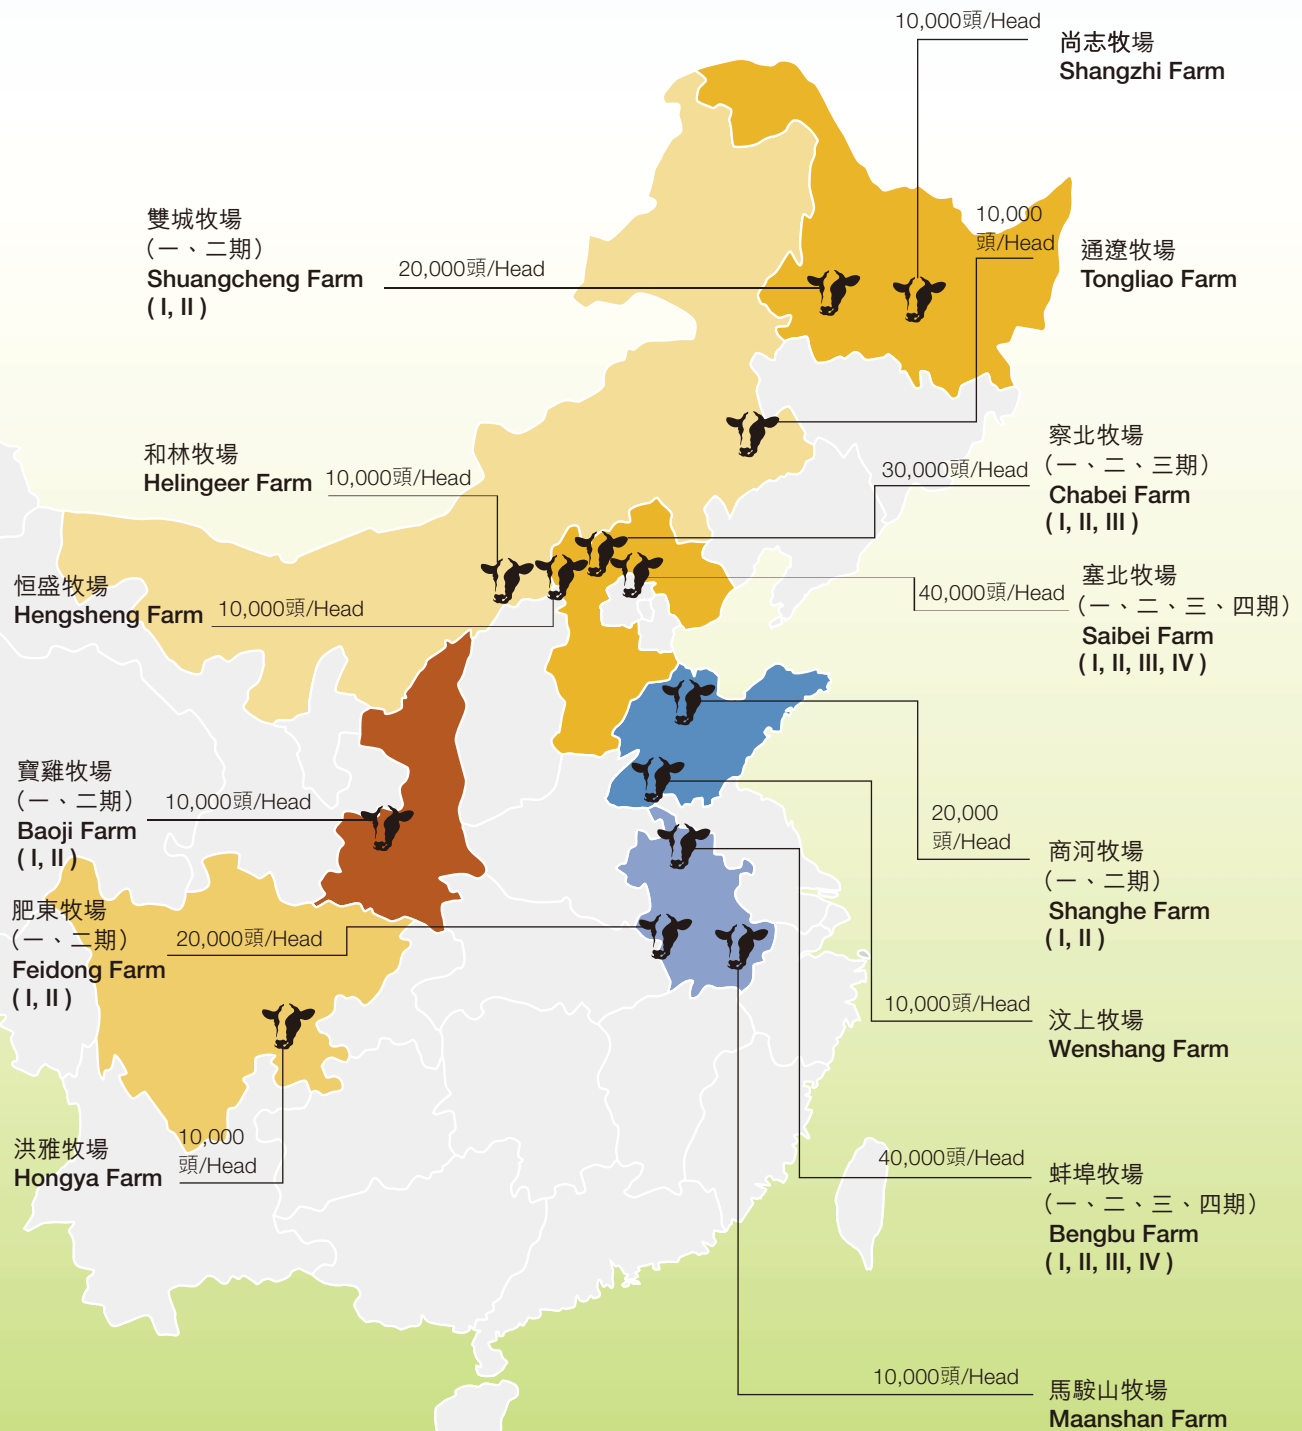 10,000頭/Head
尚志牧場
Shangzhi Farm
雙城牧場
（一、二期）
Shuangcheng Farm
( I, II )
20,000頭/Head
10,000
頭/Head
通遼牧場
Tongliao Farm
和林牧場
Helingeer Farm
10,000頭/Head
30,000頭/Head
察北牧場
（一、二、三期）
Chabei Farm
( I, II, III )
恒盛牧場
Hengsheng Farm
10,000頭/Head
40,000頭/Head
塞北牧場
（一、二、三、四期）
Saibei Farm
( I, II, III, IV )
寶雞牧場
（一、二期）
Baoji Farm
( I, II )
10,000頭/Head
20,000
頭/Head
商河牧場
（一、二期）
Shanghe Farm
( I, II )
肥東牧場
（一、二期）
Feidong Farm
( I, II )
20,000頭/Head
10,000頭/Head
汶上牧場
Wenshang Farm
洪雅牧場
Hongya Farm
10,000
頭/Head
40,000頭/Head
蚌埠牧場
（一、二、三、四期）
Bengbu Farm
( I, II, III, IV )
10,000頭/Head
馬鞍山牧場
Maanshan Farm